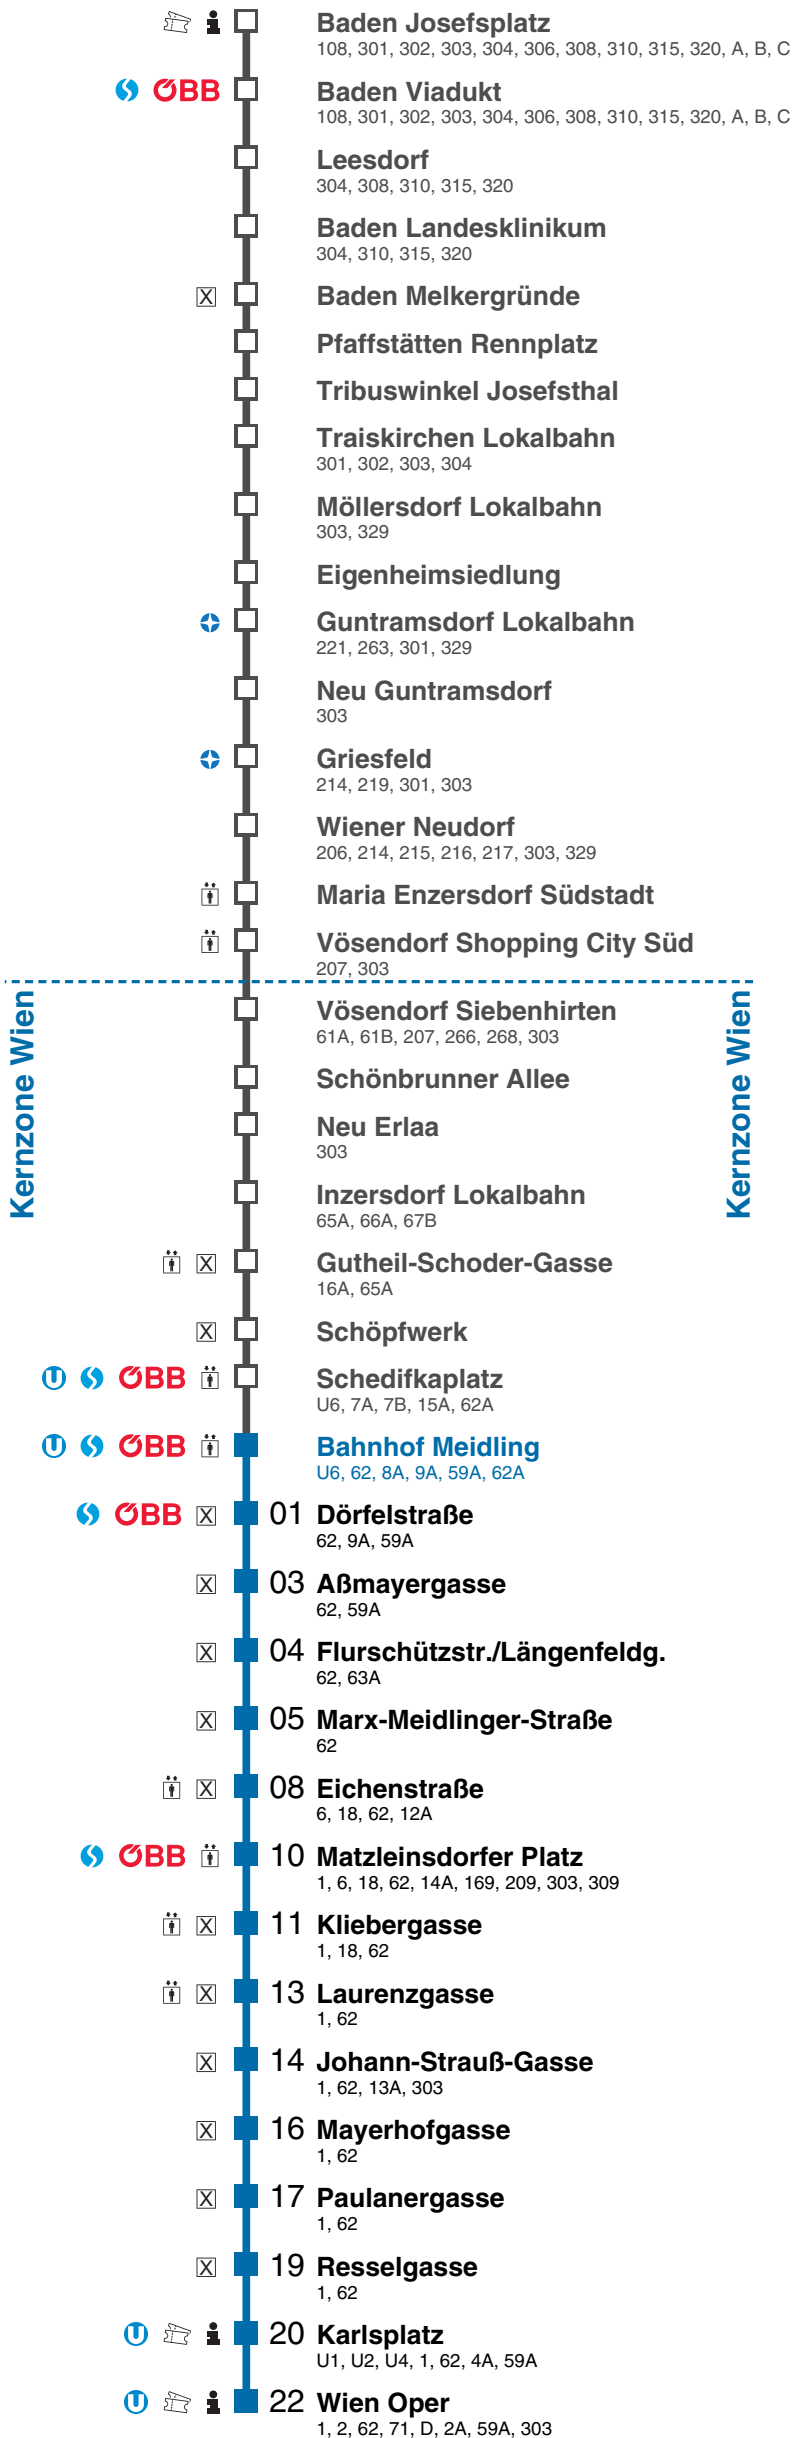 Baden Josefsplatz
108, 301, 302, 303, 304, 306, 308, 310, 315, 320, A, B, C
ÖBB
Baden Viadukt
108, 301, 302, 303, 304, 306, 308, 310, 315, 320, A, B, C
Leesdorf
304, 308, 310, 315, 320
Baden Landesklinikum
304, 310, 315, 320
X Baden Melkergründe
Pfaffstätten Rennplatz
Tribuswinkel Josefsthal
Traiskirchen Lokalbahn
301, 302, 303, 304
Möllersdorf Lokalbahn
303, 329
Eigenheimsiedlung
Guntramsdorf Lokalbahn
221, 263, 301, 329
Neu Guntramsdorf
303
Griesfeld
214, 219, 301, 303
Wiener Neudorf
206, 214, 215, 216, 217, 303, 329
Maria Enzersdorf Südstadt
Vösendorf Shopping City Süd
207, 303
Kernzone Wien
Kernzone Wien
Vösendorf Siebenhirten
61A, 61B, 207, 266, 268, 303
Schönbrunner Allee
Neu Erlaa
303
Inzersdorf Lokalbahn
65A, 66A, 67B
X Gutheil-Schoder-Gasse
16A, 65A
X Schöpfwerk
U ÖBB Schedifkaplatz
U6, 7A, 7B, 15A, 62A
U ÖBB Bahnhof Meidling
U6, 62, 8A, 9A, 59A, 62A
ÖBB X 01 Dörfelstraße
62, 9A, 59A
X 03 Aßmayergasse
62, 59A
X 04 Flurschützstr./Längenfeldg.
62, 63A
X 05 Marx-Meidlinger-Straße
62
X 08 Eichenstraße
6, 18, 62, 12A
ÖBB 10 Matzleinsdorfer Platz
1, 6, 18, 62, 14A, 169, 209, 303, 309
X 11 Kliebergasse
1, 18, 62
X 13 Laurenzgasse
1, 62
X 14 Johann-Strauß-Gasse
1, 62, 13A, 303
X 16 Mayerhofgasse
1, 62
X 17 Paulanergasse
1, 62
X 19 Resselgasse
1, 62
U 20 Karlsplatz
U1, U2, U4, 1, 62, 4A, 59A
U 22 Wien Oper
1, 2, 62, 71, D, 2A, 59A, 303